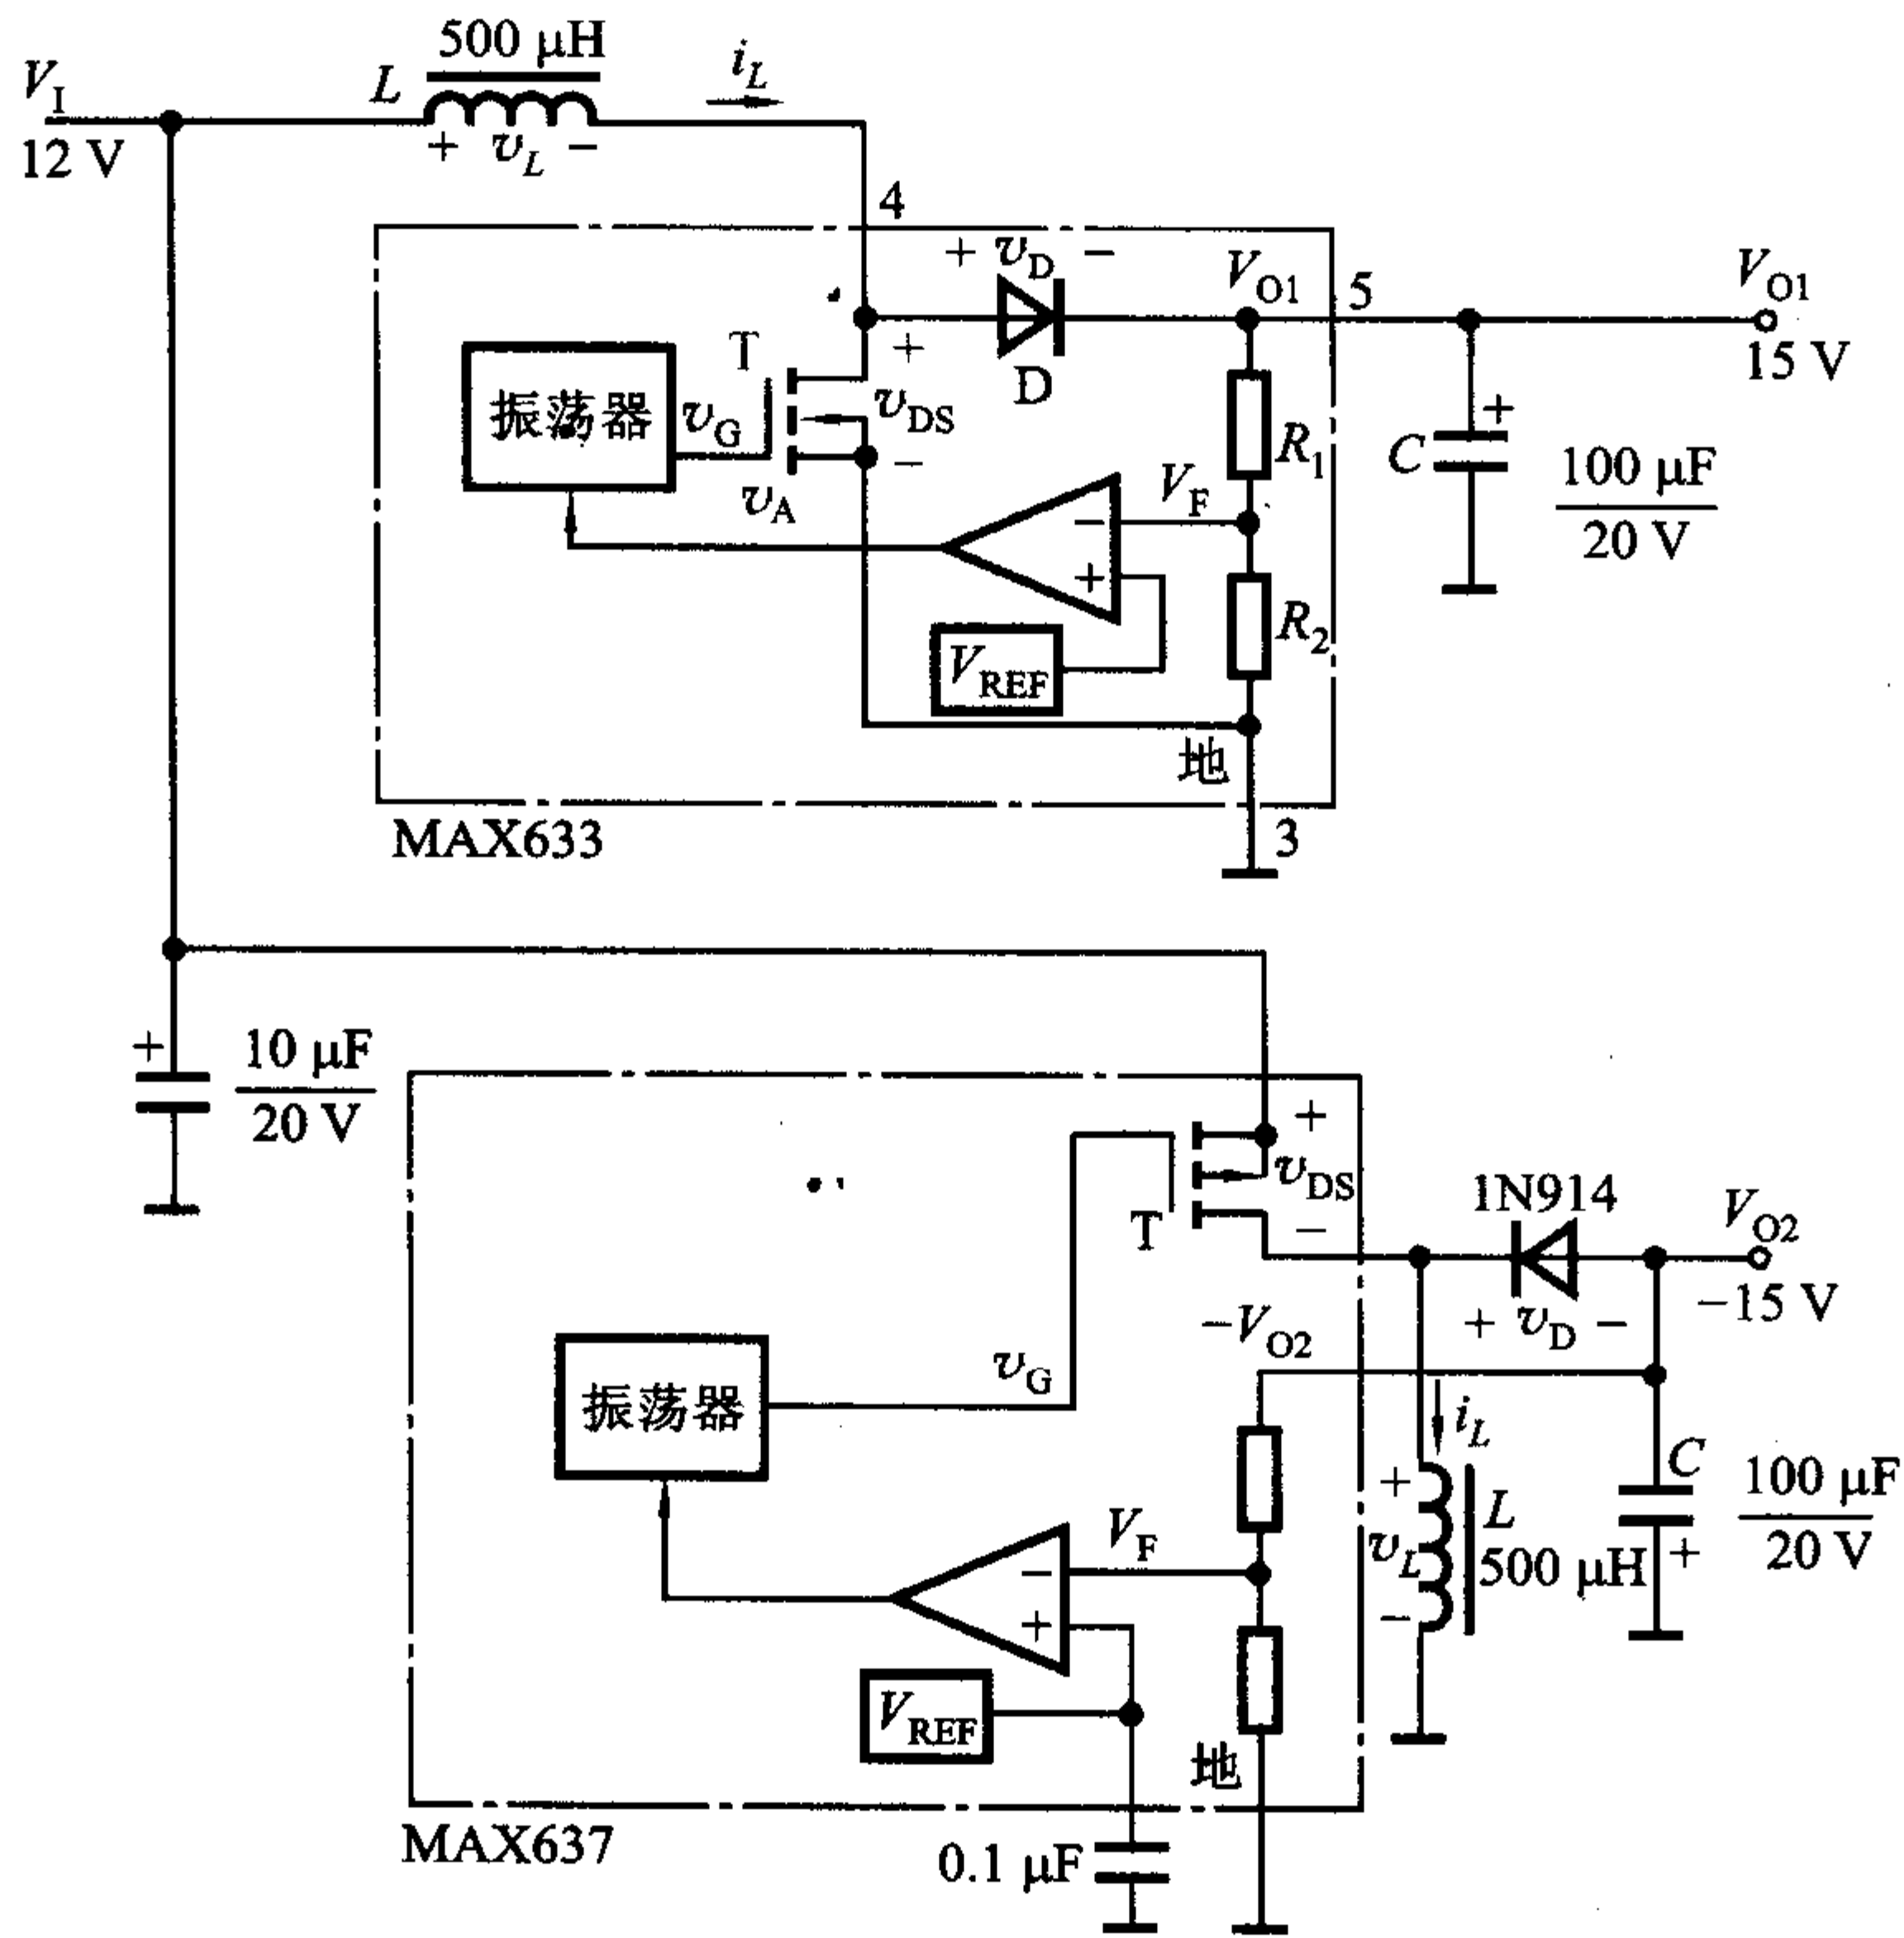 500 μH
V_I
L
i_L
12 V
+ v_L −
4
+ v_D −
V_O1
5
V_O1
15 V
T
+
D
振荡器
v_G
v_DS
−
v_A
R_1
+
C
100 μF
20 V
V_F
−
+
R_2
V_REF
地
MAX633
3
+
10 μF
20 V
+
v_DS
T
−
1N914
V_O2
−15 V
+ v_D −
−V_O2
v_G
振荡器
i_L
+
L
v_L
500 μH
−
C
100 μF
20 V
+
V_F
−
+
V_REF
地
MAX637
0.1 μF